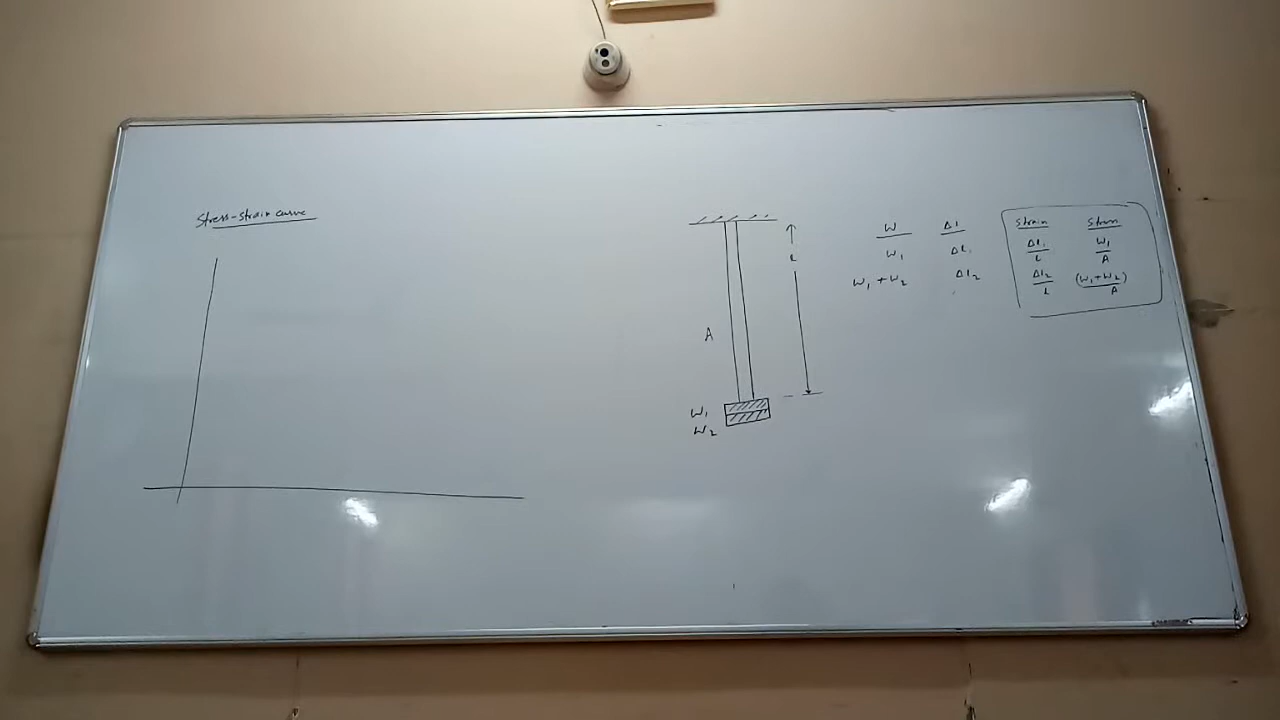 Stress-strain curve
L
A
W₁
W₂
W Δl Strain Stress
W₁ Δl₁ Δl₁/L W₁/A
W₁+W₂ Δl₂ Δl₂/L (W₁+W₂)/A